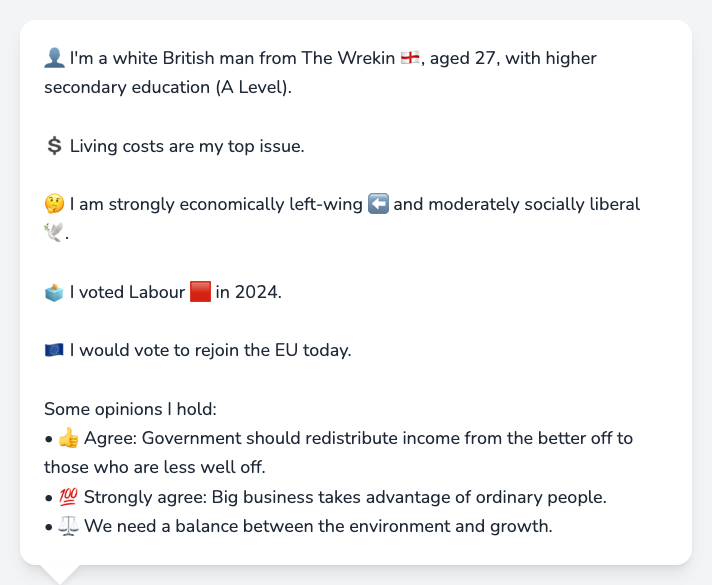 👤 I'm a white British man from The Wrekin 🏴󠁧󠁢󠁥󠁮󠁧󠁿, aged 27, with higher
secondary education (A Level).
💲 Living costs are my top issue.
🤔 I am strongly economically left-wing ⬅️ and moderately socially liberal
🕊️.
🗳️ I voted Labour 🟥 in 2024.
🇪🇺 I would vote to rejoin the EU today.
Some opinions I hold:
• 👍 Agree: Government should redistribute income from the better off to
those who are less well off.
• 💯 Strongly agree: Big business takes advantage of ordinary people.
• ⚖️ We need a balance between the environment and growth.